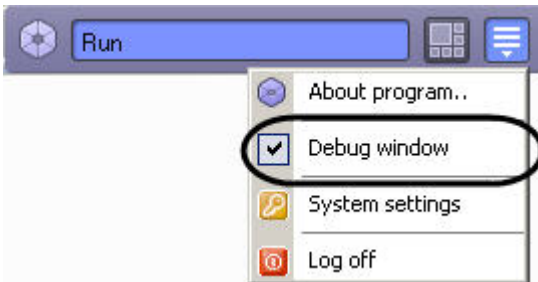 Run
About program..
Debug window
System settings
Log off